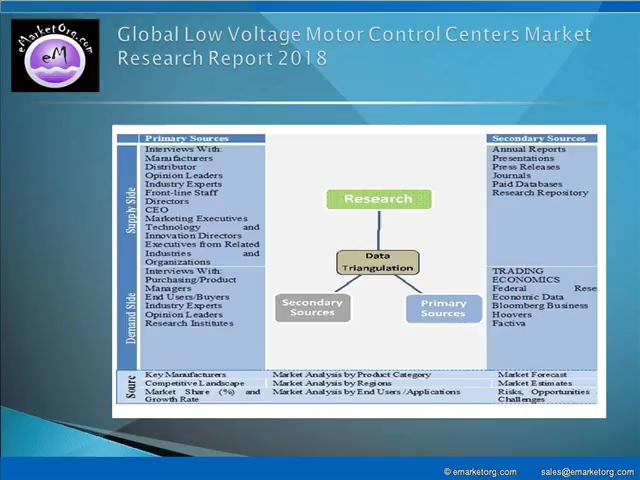 eMarketOrg.com
eM
Global Low Voltage Motor Control Centers Market
Research Report 2018
Primary Sources
Secondary Sources
Supply Side
Interviews With:
Manufacturers
Distributor
Opinion Leaders
Industry Experts
Front-line Staff
Directors
CEO
Marketing Executives
Technology and
Innovation Directors
Executives from Related
Industries and
Organizations
Annual Reports
Presentations
Press Releases
Journals
Paid Databases
Research Repository
Research
Data
Triangulation
Secondary
Sources
Primary
Sources
Demand Side
Interviews With:
Purchasing/Product
Managers
End Users/Buyers
Industry Experts
Opinion Leaders
Research Institutes
TRADING
ECONOMICS
Federal Rese
Economic Data
Bloomberg Business
Hoovers
Factiva
Sourc
Key Manufacturers
Competitive Landscape
Market Share (%) and
Growth Rate
Market Analysis by Product Category
Market Analysis by Regions
Market Analysis by End Users /Applications
Market Forecast
Market Estimates
Risks, Opportunities
Challenges
© emarketorg.com sales@emarketorg.com